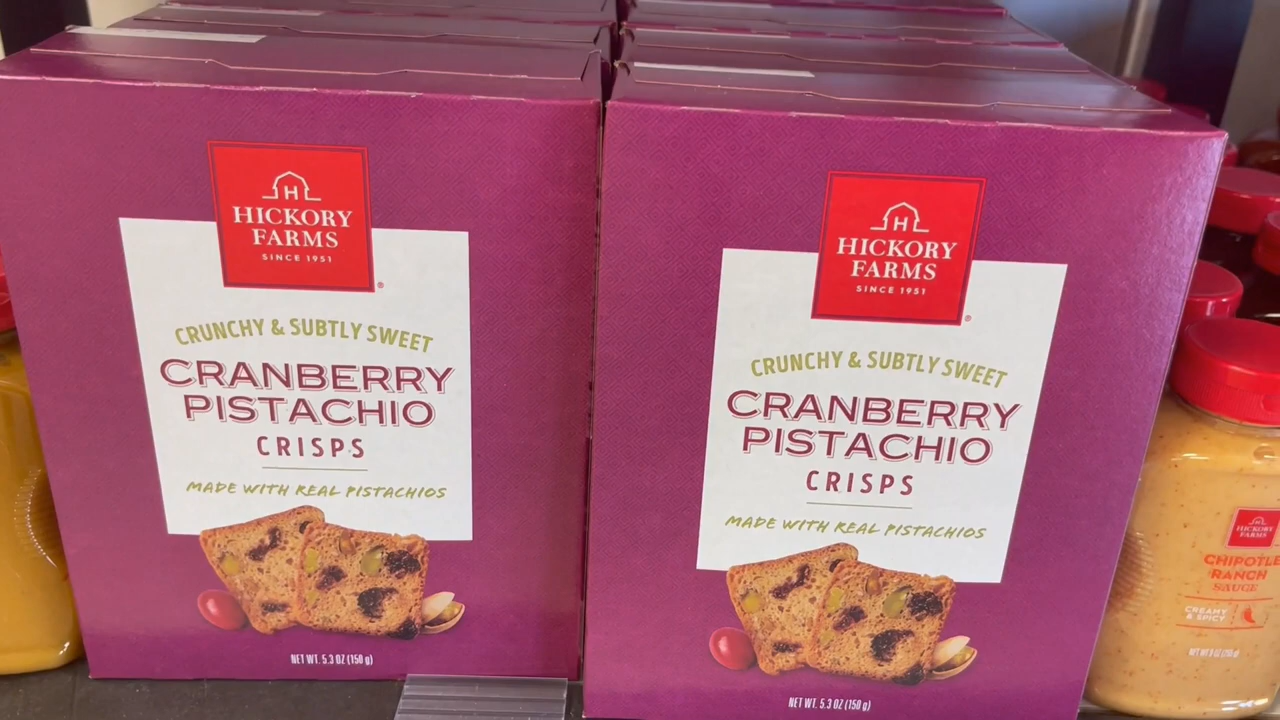 H
HICKORY
FARMS
SINCE 1951
CRUNCHY & SUBTLY SWEET
CRANBERRY
PISTACHIO
CRISPS
MADE WITH REAL PISTACHIOS
NET WT. 5.3 OZ (150 g)
H
HICKORY
FARMS
SINCE 1951
CRUNCHY & SUBTLY SWEET
CRANBERRY
PISTACHIO
CRISPS
MADE WITH REAL PISTACHIOS
NET WT. 5.3 OZ (150 g)
H
HICKORY
FARMS
CHIPOTLE
RANCH
SAUCE
CREAMY
& SPICY